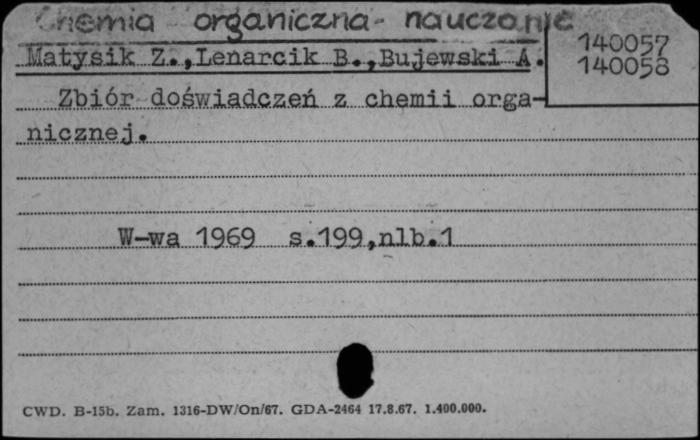 Chemia organiczna - nauczanie
140057
140058
Matysik Z.,Lenarcik B.,Bujewski A.
Zbiór doświadczeń z chemii orga-
nicznej.
W-wa 1969 s.199,nlb.1
CWD. B-15b. Zam. 1316-DW/On/67. GDA-2464 17.8.67. 1.400.000.